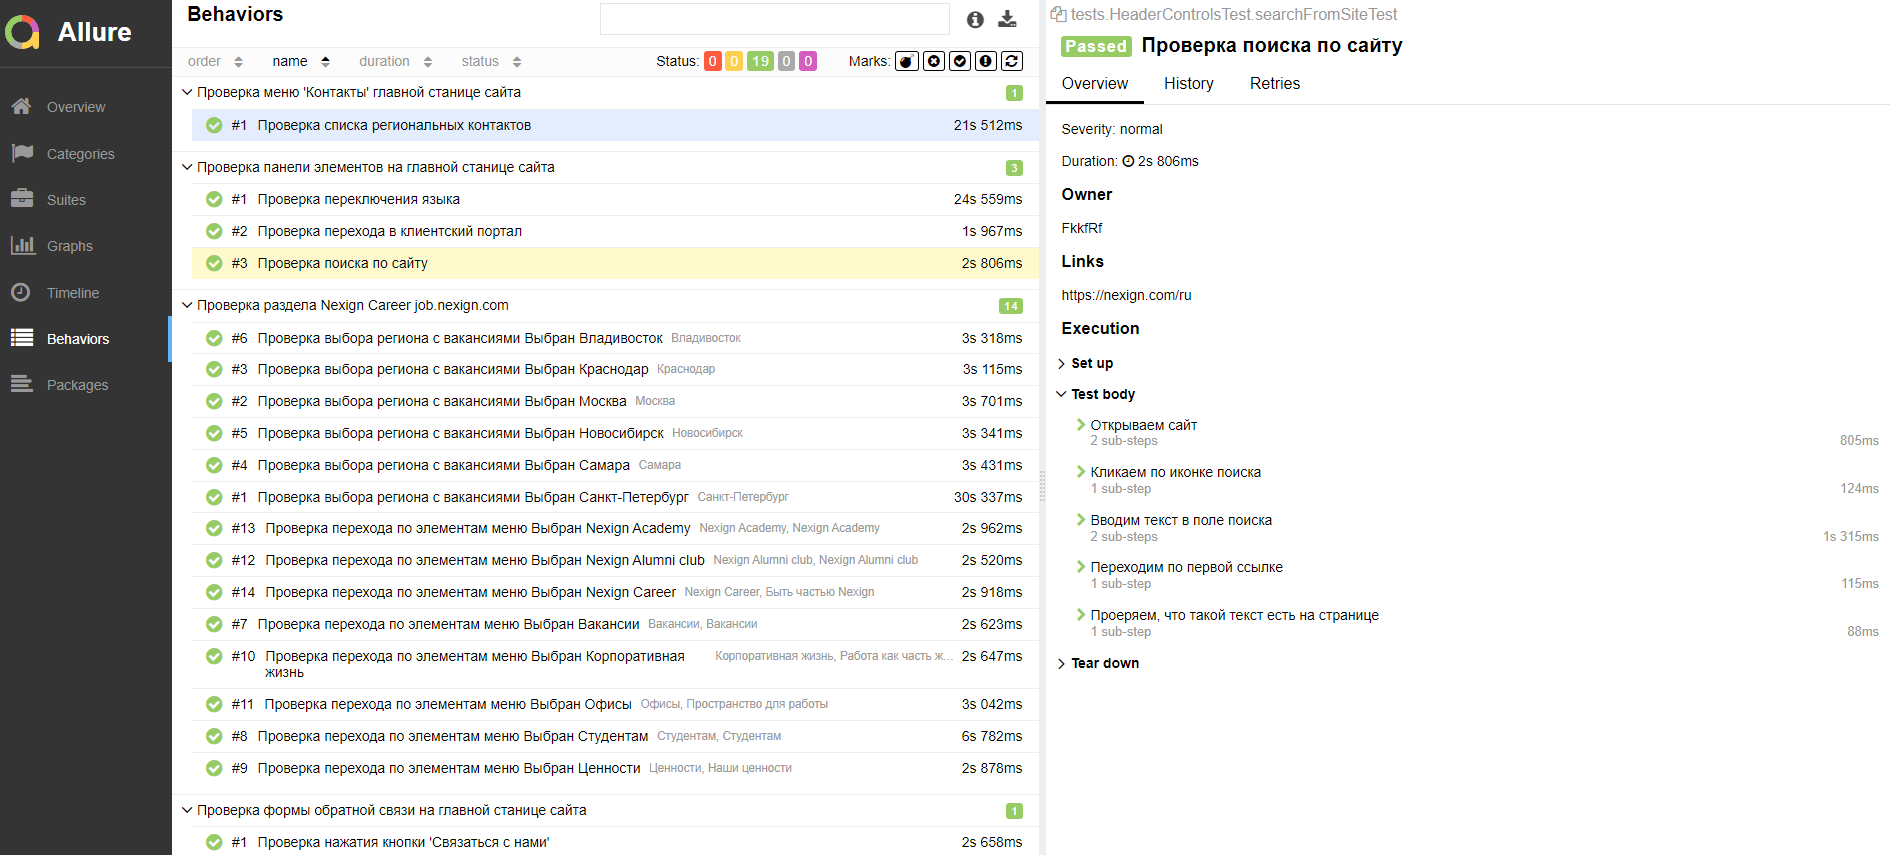 Allure
Overview
Categories
Suites
Graphs
Timeline
Behaviors
Packages
Behaviors
order name duration status Status: 0 0 19 0 0 Marks:
Проверка меню 'Контакты' главной станице сайта 1
#1 Проверка списка региональных контактов 21s 512ms
Проверка панели элементов на главной станице сайта 3
#1 Проверка переключения языка 24s 559ms
#2 Проверка перехода в клиентский портал 1s 967ms
#3 Проверка поиска по сайту 2s 806ms
Проверка раздела Nexign Career job.nexign.com 14
#6 Проверка выбора региона с вакансиями Выбран Владивосток Владивосток 3s 318ms
#3 Проверка выбора региона с вакансиями Выбран Краснодар Краснодар 3s 115ms
#2 Проверка выбора региона с вакансиями Выбран Москва Москва 3s 701ms
#5 Проверка выбора региона с вакансиями Выбран Новосибирск Новосибирск 3s 341ms
#4 Проверка выбора региона с вакансиями Выбран Самара Самара 3s 431ms
#1 Проверка выбора региона с вакансиями Выбран Санкт-Петербург Санкт-Петербург 30s 337ms
#13 Проверка перехода по элементам меню Выбран Nexign Academy Nexign Academy, Nexign Academy 2s 962ms
#12 Проверка перехода по элементам меню Выбран Nexign Alumni club Nexign Alumni club, Nexign Alumni club 2s 520ms
#14 Проверка перехода по элементам меню Выбран Nexign Career Nexign Career, Быть частью Nexign 2s 918ms
#7 Проверка перехода по элементам меню Выбран Вакансии Вакансии, Вакансии 2s 623ms
#10 Проверка перехода по элементам меню Выбран Корпоративная Корпоративная жизнь, Работа как часть ж... 2s 647ms
жизнь
#11 Проверка перехода по элементам меню Выбран Офисы Офисы, Пространство для работы 3s 042ms
#8 Проверка перехода по элементам меню Выбран Студентам Студентам, Студентам 6s 782ms
#9 Проверка перехода по элементам меню Выбран Ценности Ценности, Наши ценности 2s 878ms
Проверка формы обратной связи на главной станице сайта 1
#1 Проверка нажатия кнопки 'Связаться с нами' 2s 658ms
tests.HeaderControlsTest.searchFromSiteTest
Passed Проверка поиска по сайту
Overview History Retries
Severity: normal
Duration: 2s 806ms
Owner
FkkfRf
Links
https://nexign.com/ru
Execution
Set up
Test body
Открываем сайт
2 sub-steps 805ms
Кликаем по иконке поиска
1 sub-step 124ms
Вводим текст в поле поиска
2 sub-steps 1s 315ms
Переходим по первой ссылке
1 sub-step 115ms
Проеряем, что такой текст есть на странице
1 sub-step 88ms
Tear down